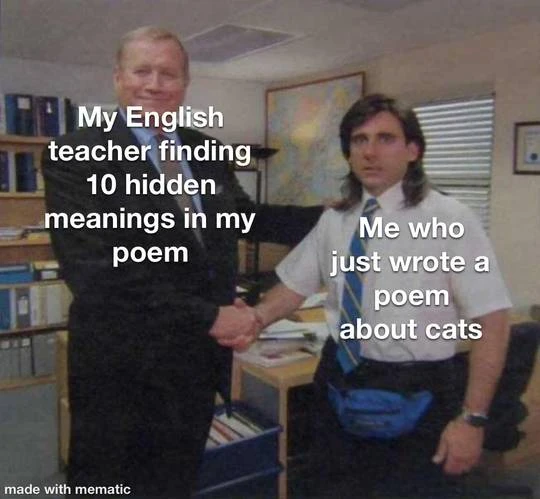 My English
teacher finding
10 hidden
meanings in my
poem
Me who
just wrote a
poem
about cats
made with mematic